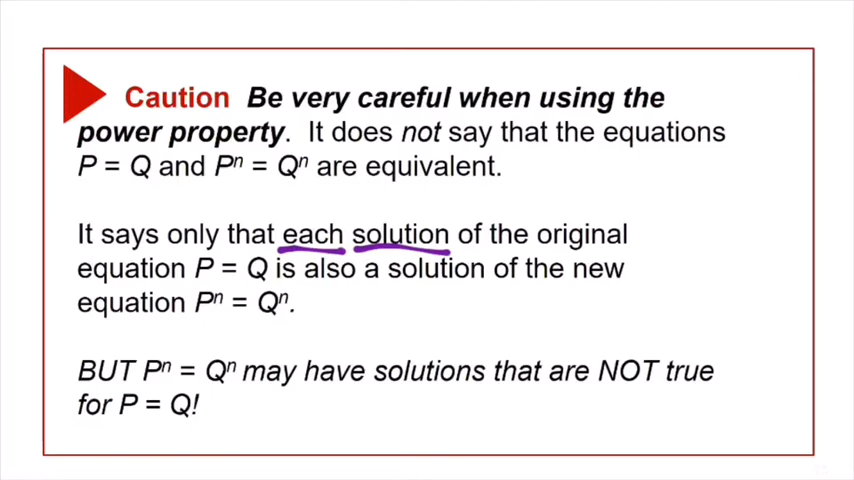 Caution Be very careful when using the
power property. It does not say that the equations
P = Q and Pⁿ = Qⁿ are equivalent.
It says only that each solution of the original
equation P = Q is also a solution of the new
equation Pⁿ = Qⁿ.
BUT Pⁿ = Qⁿ may have solutions that are NOT true
for P = Q!